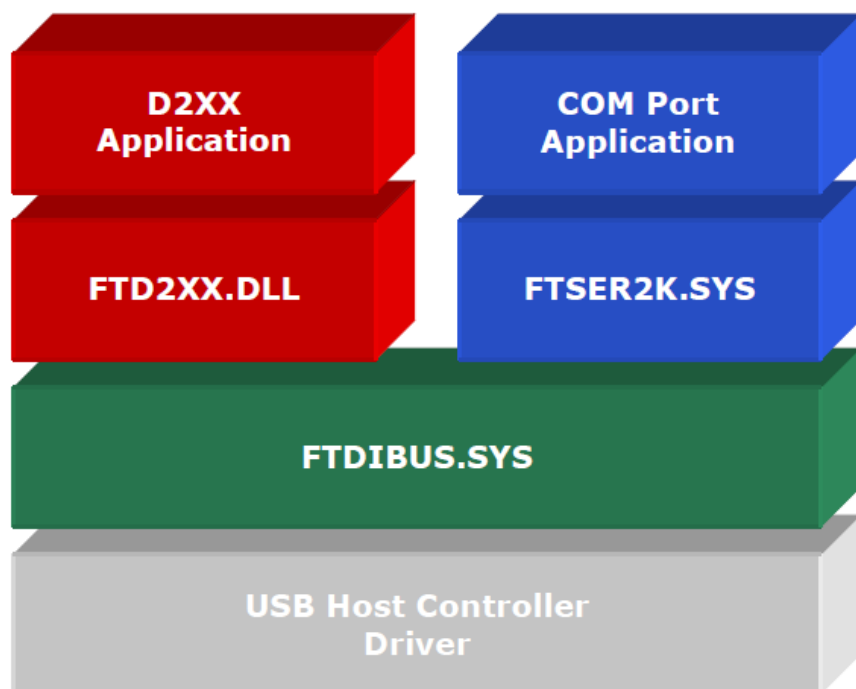 D2XX
Application
COM Port
Application
FTD2XX.DLL
FTSER2K.SYS
FTDIBUS.SYS
USB Host Controller
Driver